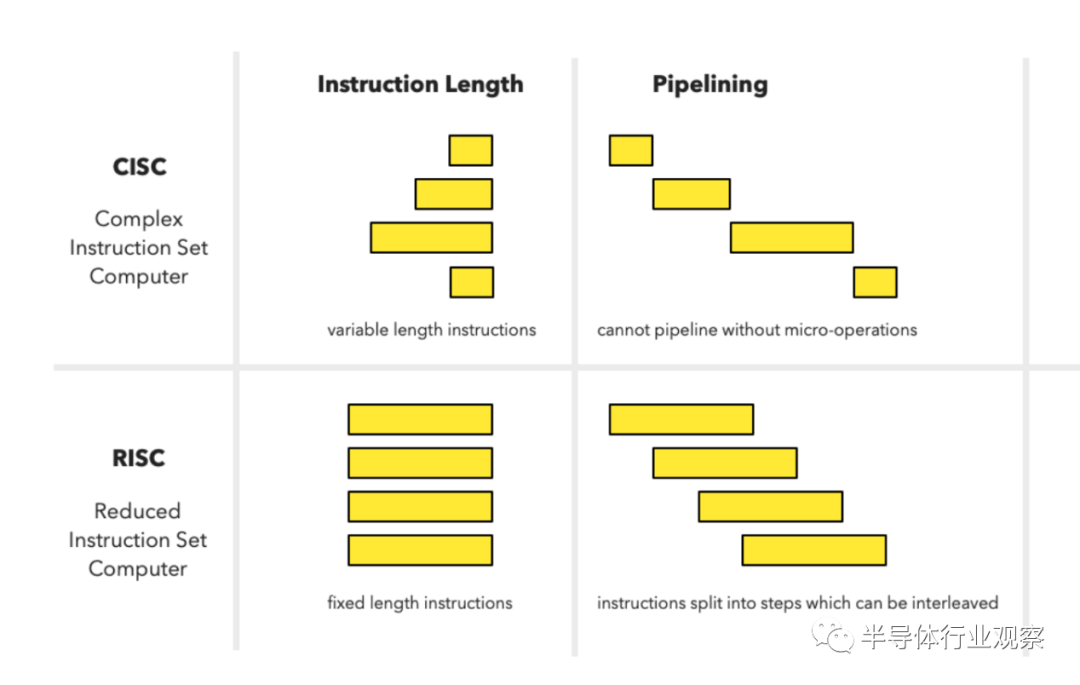 Instruction Length
Pipelining
CISC
Complex
Instruction Set
Computer
variable length instructions
cannot pipeline without micro-operations
RISC
Reduced
Instruction Set
Computer
fixed length instructions
instructions split into steps which can be interleaved
半导体行业观察